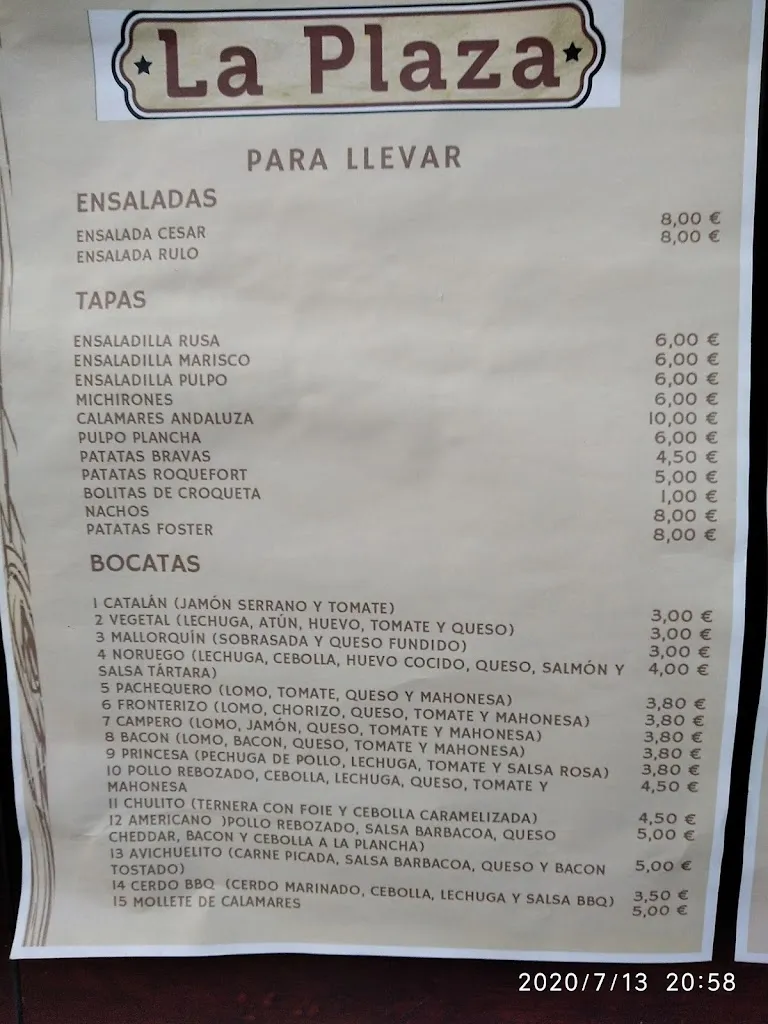 La Plaza
PARA LLEVAR
ENSALADAS
ENSALADA CESAR 8,00 €
ENSALADA RULO 8,00 €
TAPAS
ENSALADILLA RUSA 6,00 €
ENSALADILLA MARISCO 6,00 €
ENSALADILLA PULPO 6,00 €
MICHIRONES 6,00 €
CALAMARES ANDALUZA 10,00 €
PULPO PLANCHA 6,00 €
PATATAS BRAVAS 4,50 €
PATATAS ROQUEFORT 5,00 €
BOLITAS DE CROQUETA 1,00 €
NACHOS 8,00 €
PATATAS FOSTER 8,00 €
BOCATAS
1 CATALÁN (JAMÓN SERRANO Y TOMATE) 3,00 €
2 VEGETAL (LECHUGA, ATÚN, HUEVO, TOMATE Y QUESO) 3,00 €
3 MALLORQUÍN (SOBRASADA Y QUESO FUNDIDO) 3,00 €
4 NORUEGO (LECHUGA, CEBOLLA, HUEVO COCIDO, QUESO, SALMÓN Y 4,00 €
SALSA TÁRTARA)
5 PACHEQUERO (LOMO, TOMATE, QUESO Y MAHONESA) 3,80 €
6 FRONTERIZO (LOMO, CHORIZO, QUESO, TOMATE Y MAHONESA) 3,80 €
7 CAMPERO (LOMO, JAMÓN, QUESO, TOMATE Y MAHONESA) 3,80 €
8 BACON (LOMO, BACON, QUESO, TOMATE Y MAHONESA) 3,80 €
9 PRINCESA (PECHUGA DE POLLO, LECHUGA, TOMATE Y SALSA ROSA) 3,80 €
10 POLLO REBOZADO, CEBOLLA, LECHUGA, QUESO, TOMATE Y 4,50 €
MAHONESA
11 CHULITO (TERNERA CON FOIE Y CEBOLLA CARAMELIZADA) 4,50 €
12 AMERICANO )POLLO REBOZADO, SALSA BARBACOA, QUESO 5,00 €
CHEDDAR, BACON Y CEBOLLA A LA PLANCHA)
13 AVICHUELITO (CARNE PICADA, SALSA BARBACOA, QUESO Y BACON 5,00 €
TOSTADO)
14 CERDO BBQ (CERDO MARINADO, CEBOLLA, LECHUGA Y SALSA BBQ) 3,50 €
15 MOLLETE DE CALAMARES 5,00 €
2020/7/13 20:58